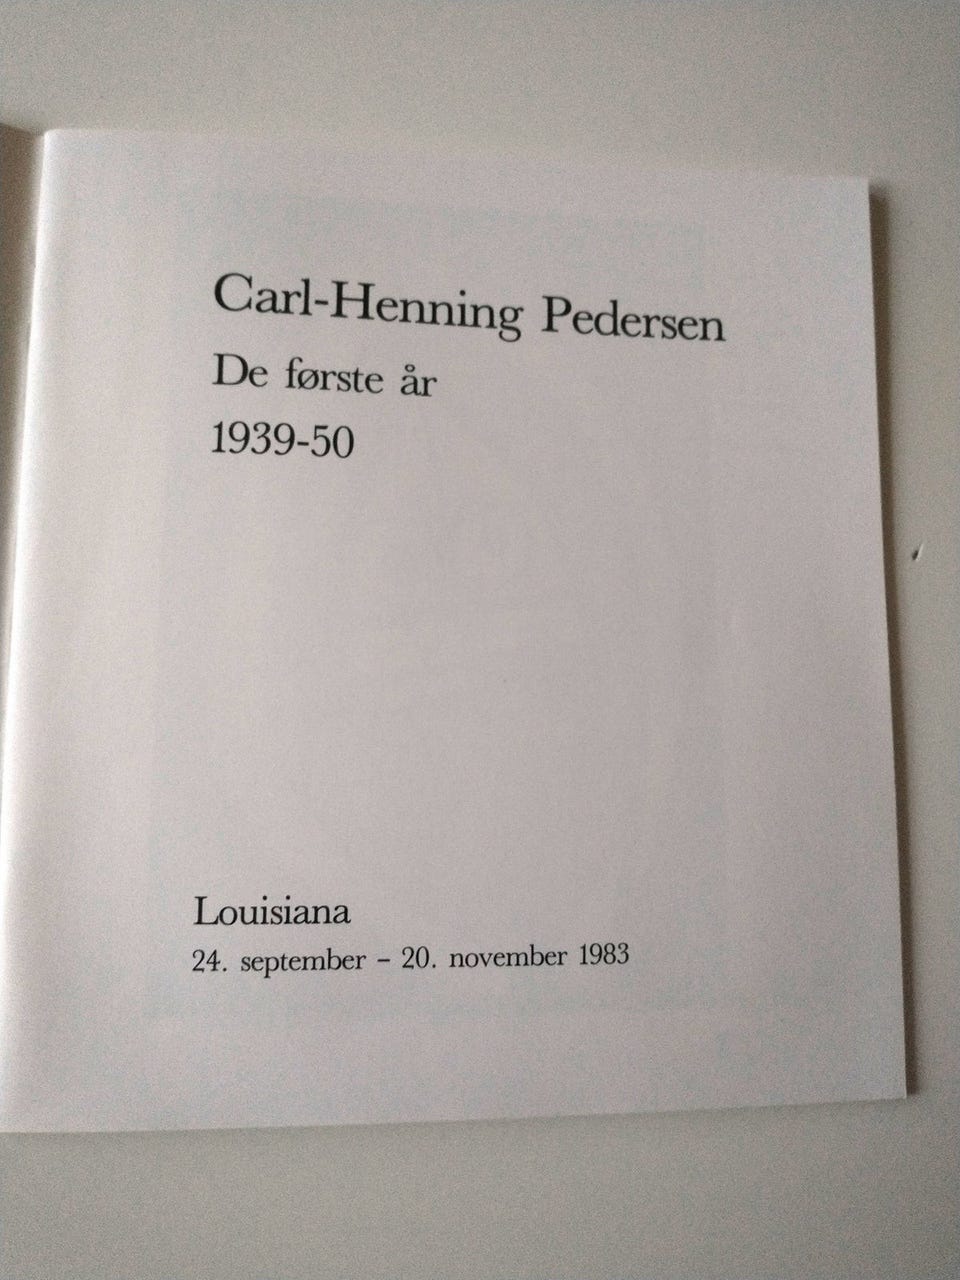 Carl-Henning Pedersen
De første år
1939-50
Louisiana
24. september – 20. november 1983